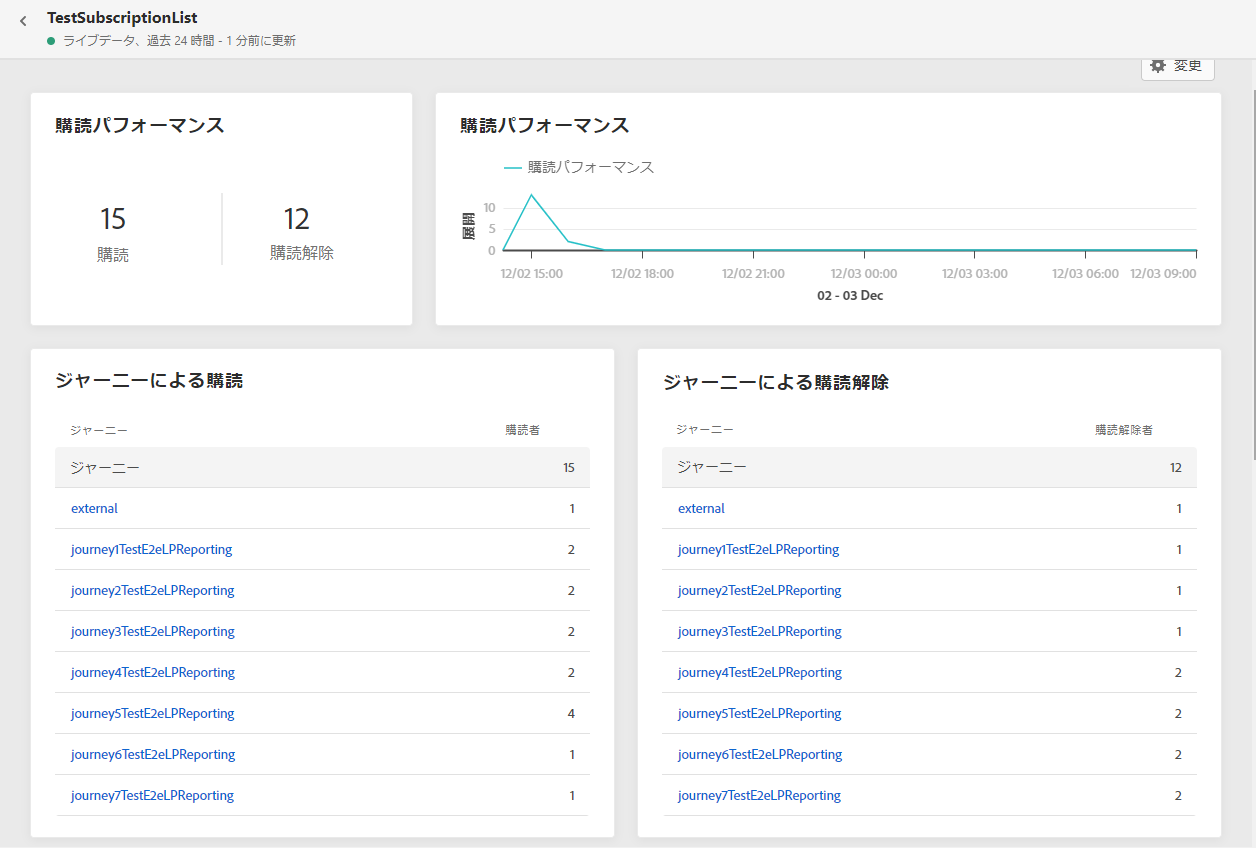 TestSubscriptionList
ライブデータ、過去 24 時間 - 1 分前に更新
変更
購読パフォーマンス
15
購読
12
購読解除
購読パフォーマンス
購読パフォーマンス
展開
10
5
0
12/02 15:00 12/02 18:00 12/02 21:00 12/03 00:00 12/03 03:00 12/03 06:00 12/03 09:00
02 - 03 Dec
ジャーニーによる購読
ジャーニー 購読者
ジャーニー 15
external 1
journey1TestE2eLPReporting 2
journey2TestE2eLPReporting 2
journey3TestE2eLPReporting 2
journey4TestE2eLPReporting 2
journey5TestE2eLPReporting 4
journey6TestE2eLPReporting 1
journey7TestE2eLPReporting 1
ジャーニーによる購読解除
ジャーニー 購読解除者
ジャーニー 12
external 1
journey1TestE2eLPReporting 1
journey2TestE2eLPReporting 1
journey3TestE2eLPReporting 1
journey4TestE2eLPReporting 2
journey5TestE2eLPReporting 2
journey6TestE2eLPReporting 2
journey7TestE2eLPReporting 2